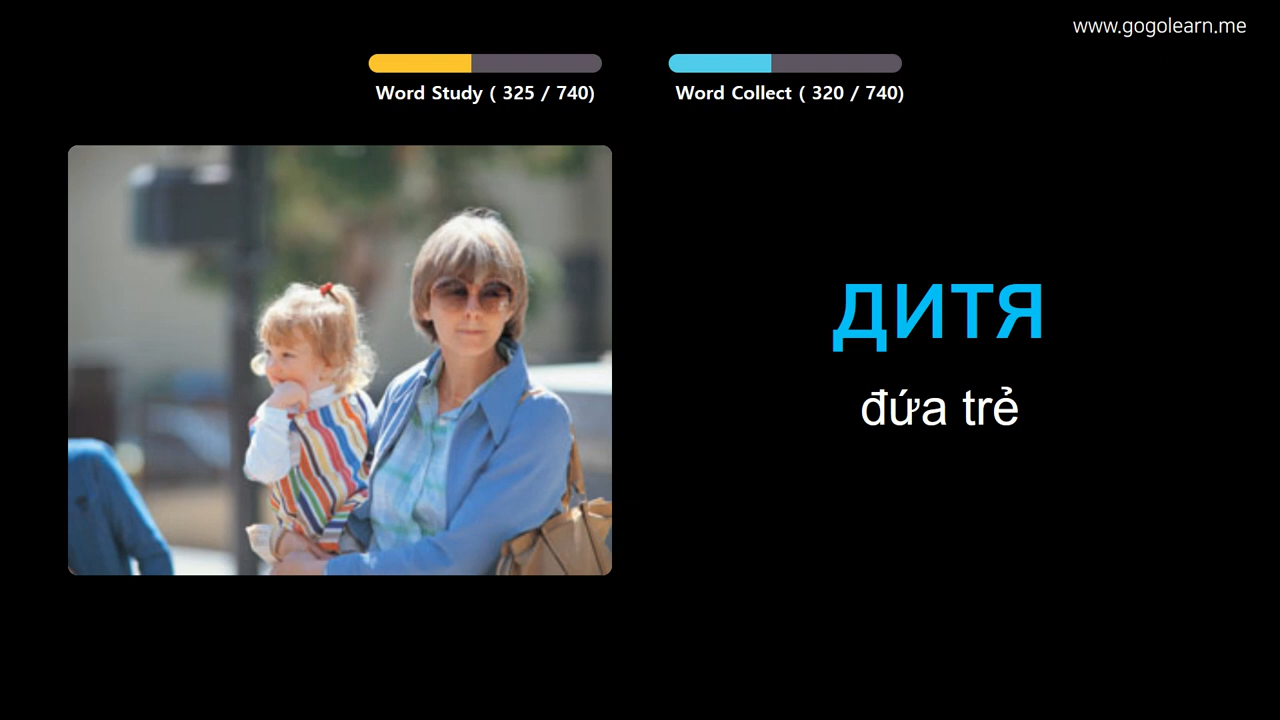 www.gogolearn.me
Word Study ( 325 / 740)
Word Collect ( 320 / 740)
дитя
đứa trẻ